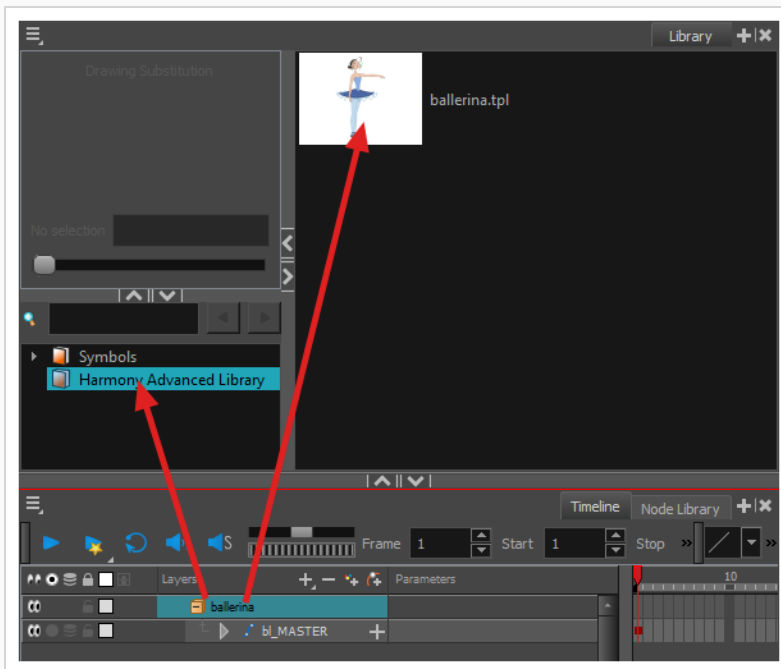 Library
Drawing Substitution
ballerina.tpl
No selection
Symbols
Harmony Advanced Library
Timeline
Node Library
S
Frame 1 Start 1 Stop
Layers Parameters 10
ballerina
bl_MASTER